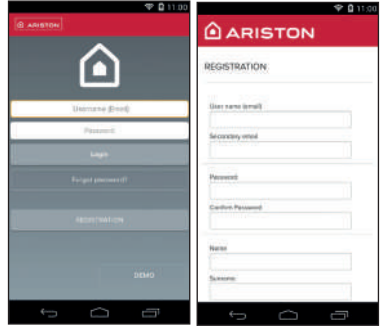 11:00
ARISTON
Username (Email)
Password
Login
Forgot password?
REGISTRATION
DEMO
11:00
ARISTON
REGISTRATION
User name (email)
Secondary email
Password
Confirm Password
Name
Surname